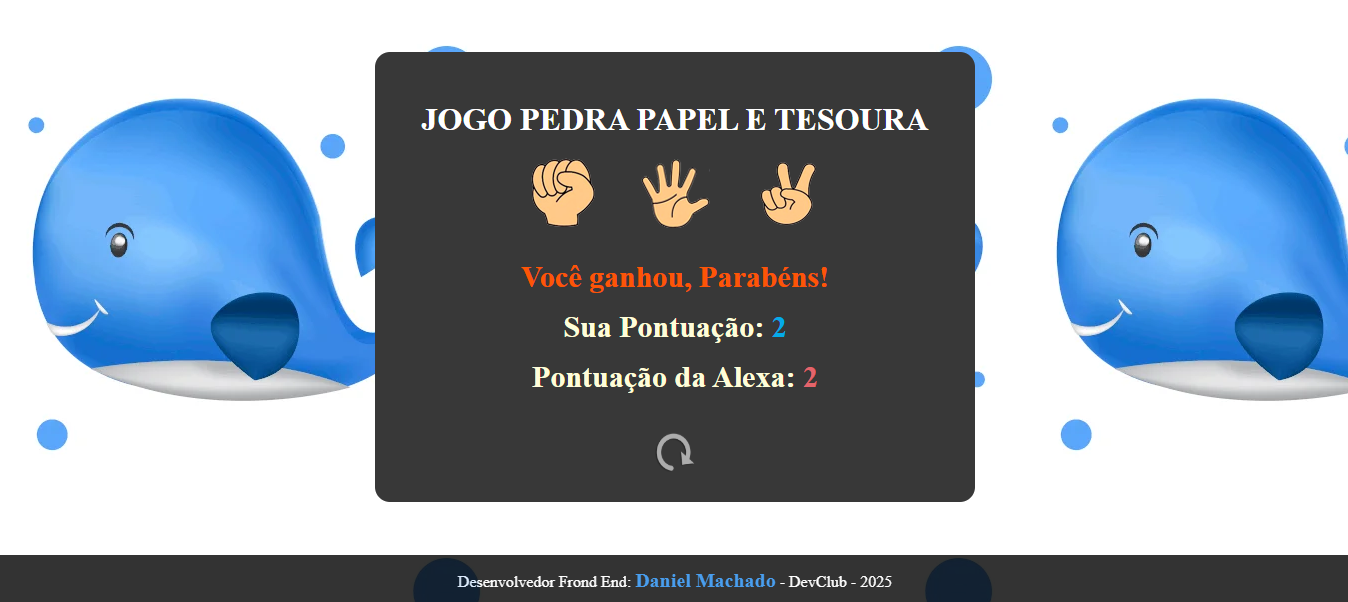 JOGO PEDRA PAPEL E TESOURA
Você ganhou, Parabéns!
Sua Pontuação: 2
Pontuação da Alexa: 2
Desenvolvedor Frond End: Daniel Machado - DevClub - 2025